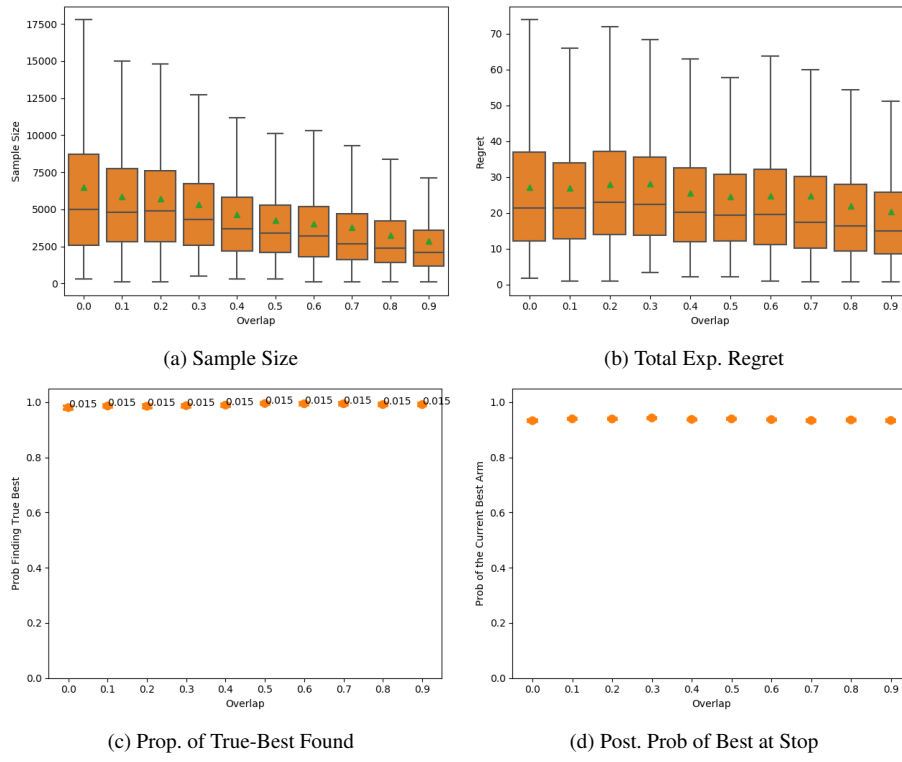 17500
15000
12500
10000
7500
5000
2500
0
Sample Size
0.0 0.1 0.2 0.3 0.4 0.5 0.6 0.7 0.8 0.9
Overlap
(a) Sample Size
70
60
50
40
30
20
10
0
Regret
0.0 0.1 0.2 0.3 0.4 0.5 0.6 0.7 0.8 0.9
Overlap
(b) Total Exp. Regret
1.0
0.8
0.6
0.4
0.2
0.0
Prob Finding True Best
0.015 0.015 0.015 0.015 0.015 0.015 0.015 0.015 0.015 0.015
0.0 0.1 0.2 0.3 0.4 0.5 0.6 0.7 0.8 0.9
Overlap
(c) Prop. of True-Best Found
1.0
0.8
0.6
0.4
0.2
0.0
Prob of the Current Best Arm
0.0 0.1 0.2 0.3 0.4 0.5 0.6 0.7 0.8 0.9
Overlap
(d) Post. Prob of Best at Stop